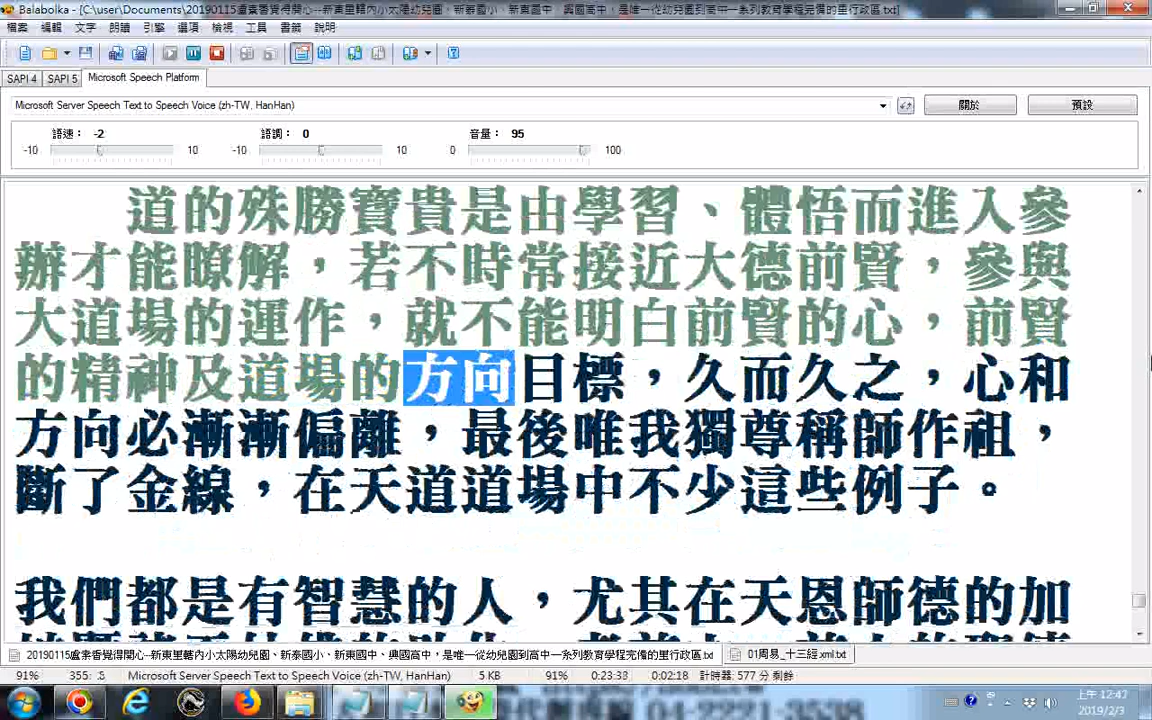 Balabolka - [C:\user\Documents\20190115盧素香覺得開心--新東里轄內小太陽幼兒園、新泰國小、新東國中、興國高中，是唯一從幼兒園到高中一系列教育學程完備的里行政區.txt]
檔案 編輯 文字 朗讀 引擎 選項 檢視 工具 書籤 說明
SAPI 4 SAPI 5 Microsoft Speech Platform
Microsoft Server Speech Text to Speech Voice (zh-TW, HanHan) 關於 預設
語速： -2 語調： 0 音量： 95
-10 10 -10 10 0 100
道的殊勝寶貴是由學習、體悟而進入參
辦才能瞭解，若不時常接近大德前賢，參與
大道場的運作，就不能明白前賢的心，前賢
的精神及道場的方向目標，久而久之，心和
方向必漸漸偏離，最後唯我獨尊稱師作祖，
斷了金線，在天道道場中不少這些例子。
我們都是有智慧的人，尤其在天恩師德的加
20190115盧素香覺得開心--新東里轄內小太陽幼兒園、新泰國小、新東國中、興國高中，是唯一從幼兒園到高中一系列教育學程完備的里行政區.txt 01周易_十三經.xml.txt
91% 355: Microsoft Server Speech Text to Speech Voice (zh-TW, HanHan) 5 KB 91% 0:23:38 0:02:18 計時器: 577 分 剩餘
04-2221-3538
上午 12:47
2019/2/3